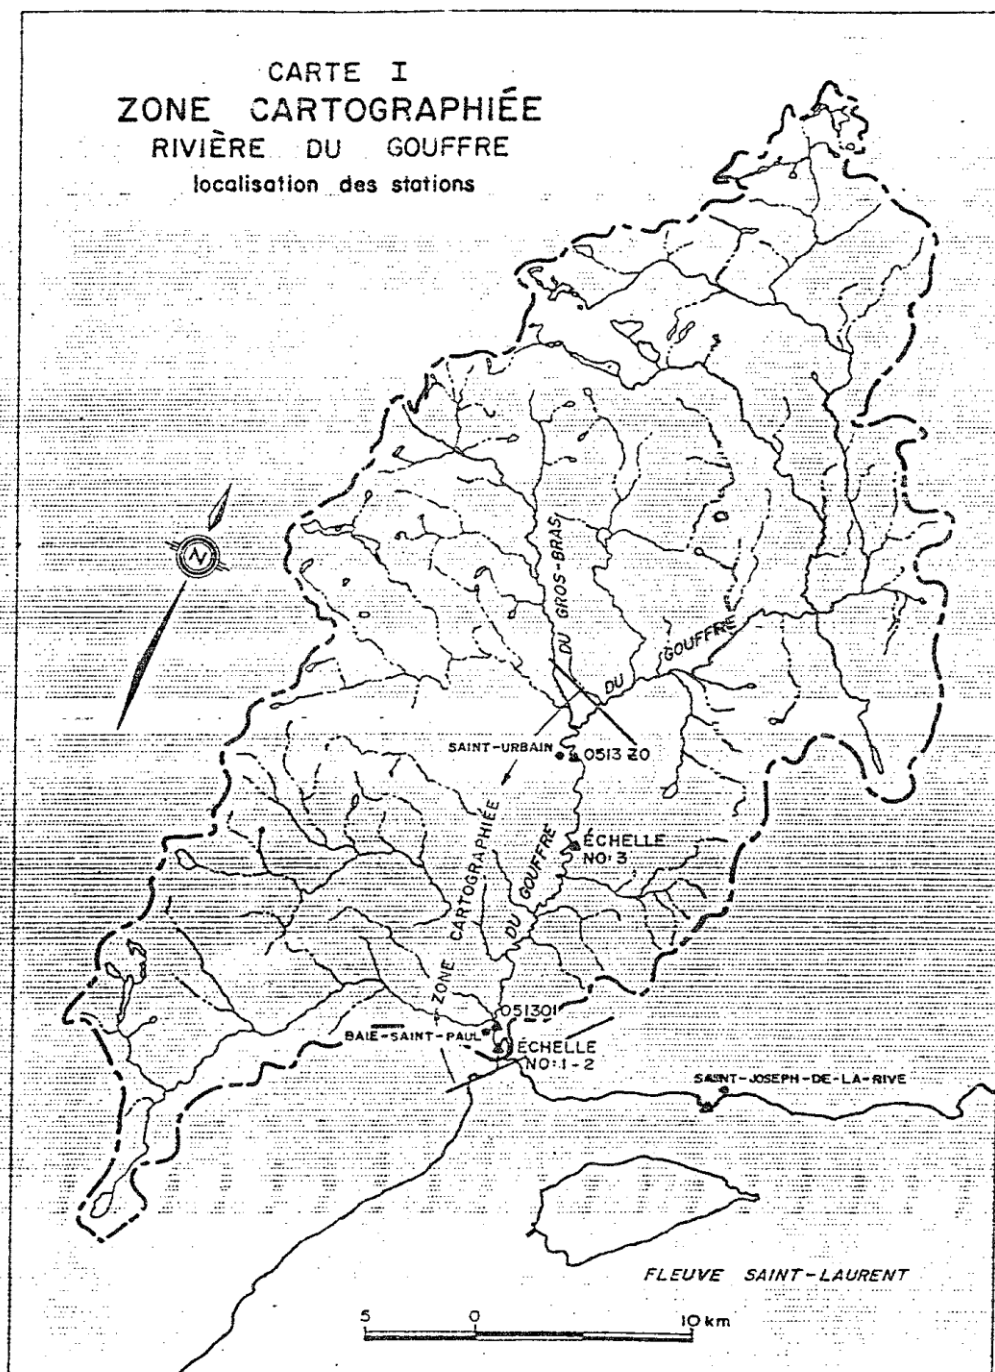 CARTE I
ZONE CARTOGRAPHIÉE
RIVIÈRE DU GOUFFRE
localisation des stations
N
DU GROS-BRAS
DU GOUFFRE
SAINT-URBAIN
0513 20
ÉCHELLE
NO: 3
DU GOUFFRE
ZONE CARTOGRAPHIÉE
051301
BAIE-SAINT-PAUL
ÉCHELLE
NO: 1-2
SAINT-JOSEPH-DE-LA-RIVE
FLEUVE SAINT-LAURENT
5 0 10 km